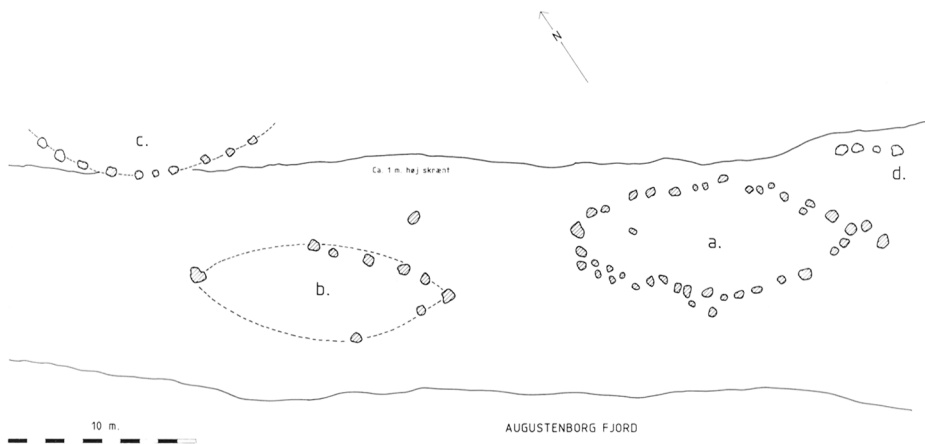 N
c.
Ca. 1 m. høj skrænt
d.
a.
b.
10 m.
AUGUSTENBORG FJORD